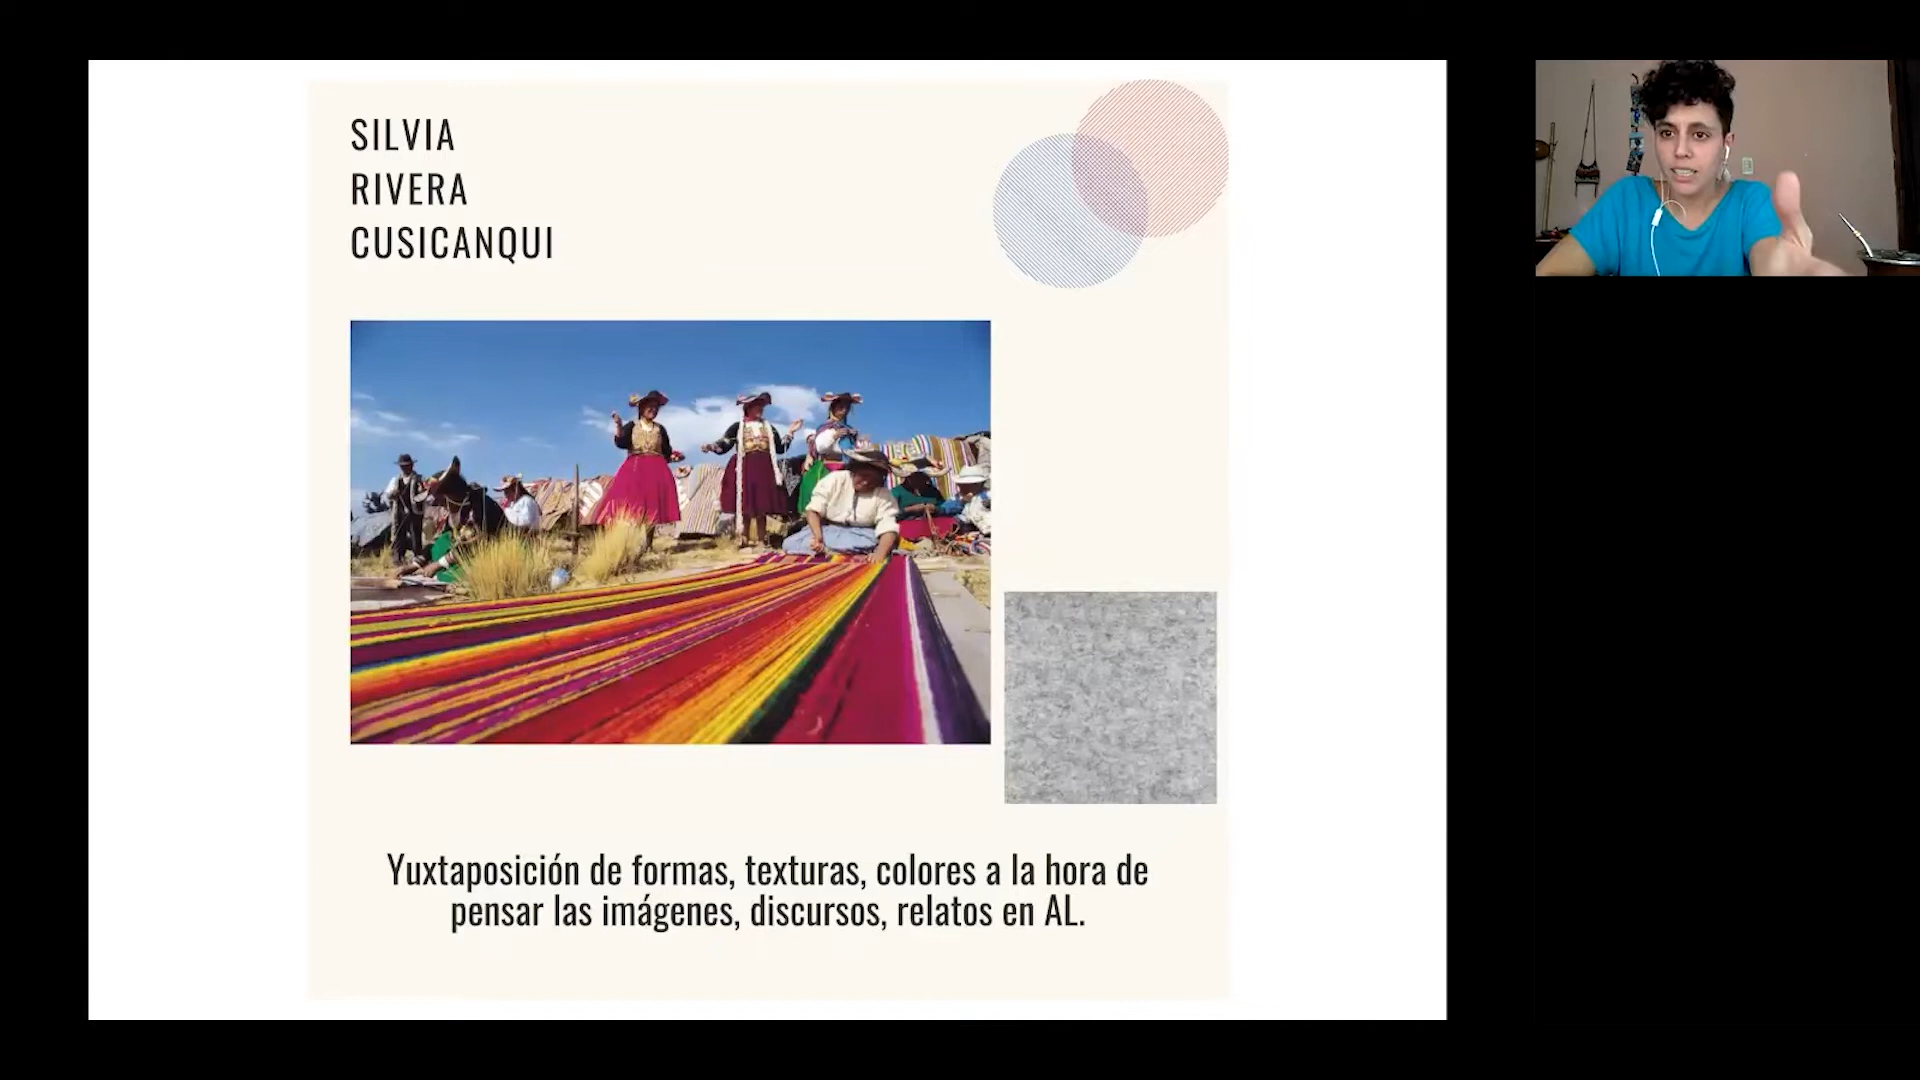 SILVIA
RIVERA
CUSICANQUI
Yuxtaposición de formas, texturas, colores a la hora de
pensar las imágenes, discursos, relatos en AL.